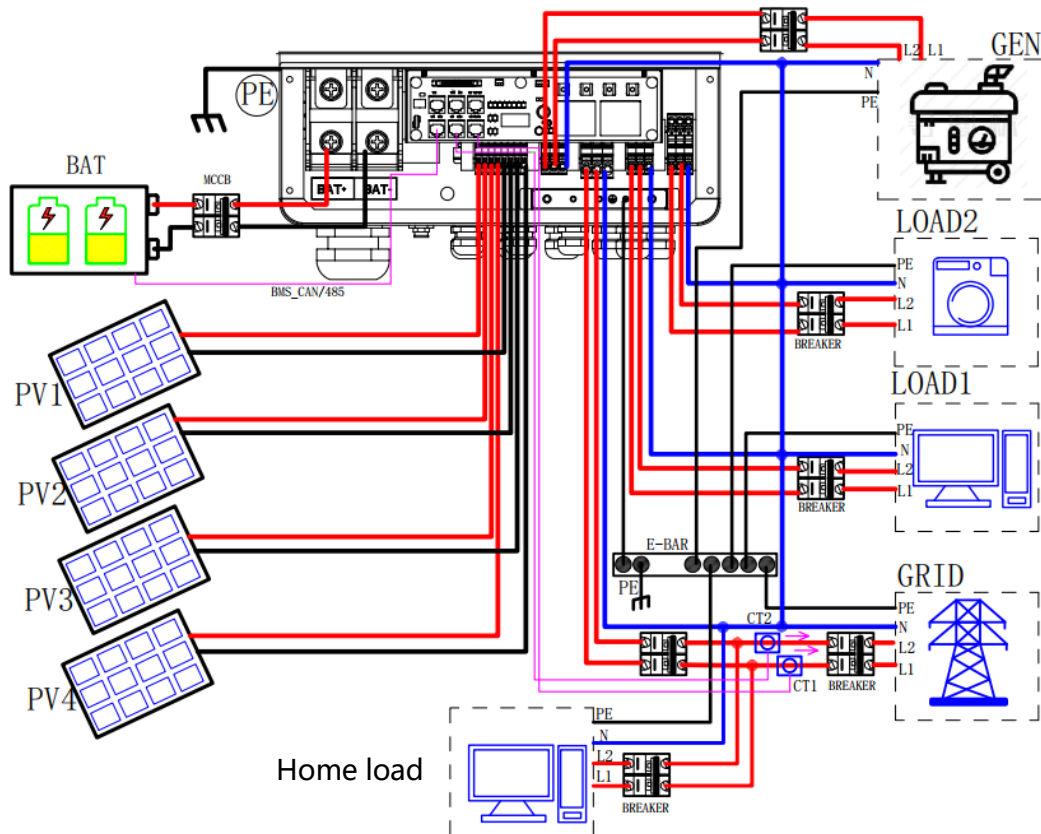 L2 L1
GEN
N
PE
PE
BAT
MCCB
BAT+
BAT-
BMS_CAN/485
LOAD2
PE
N
L2
L1
BREAKER
PV1
LOAD1
PE
N
L2
L1
BREAKER
PV2
E-BAR
PE
PV3
GRID
PE
N
L2
L1
CT2
CT1
BREAKER
PV4
PE
N
L2
L1
Home load
BREAKER